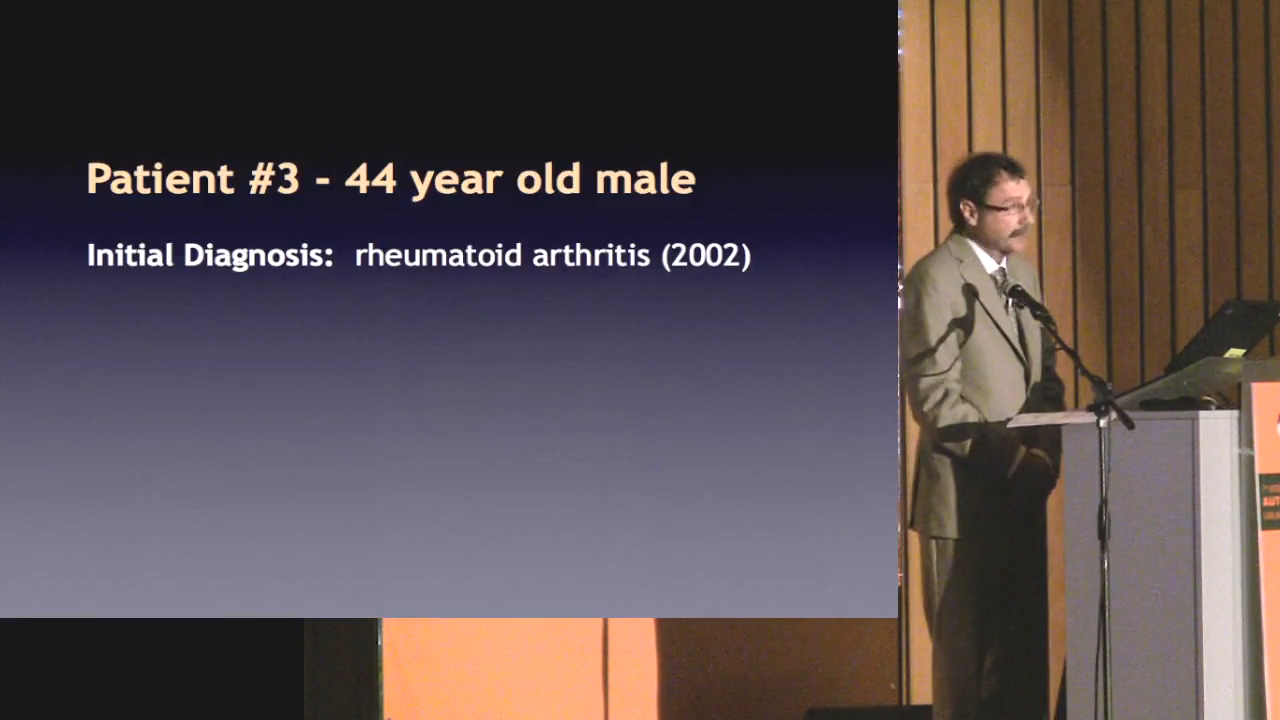 Patient #3 - 44 year old male
Initial Diagnosis: rheumatoid arthritis (2002)